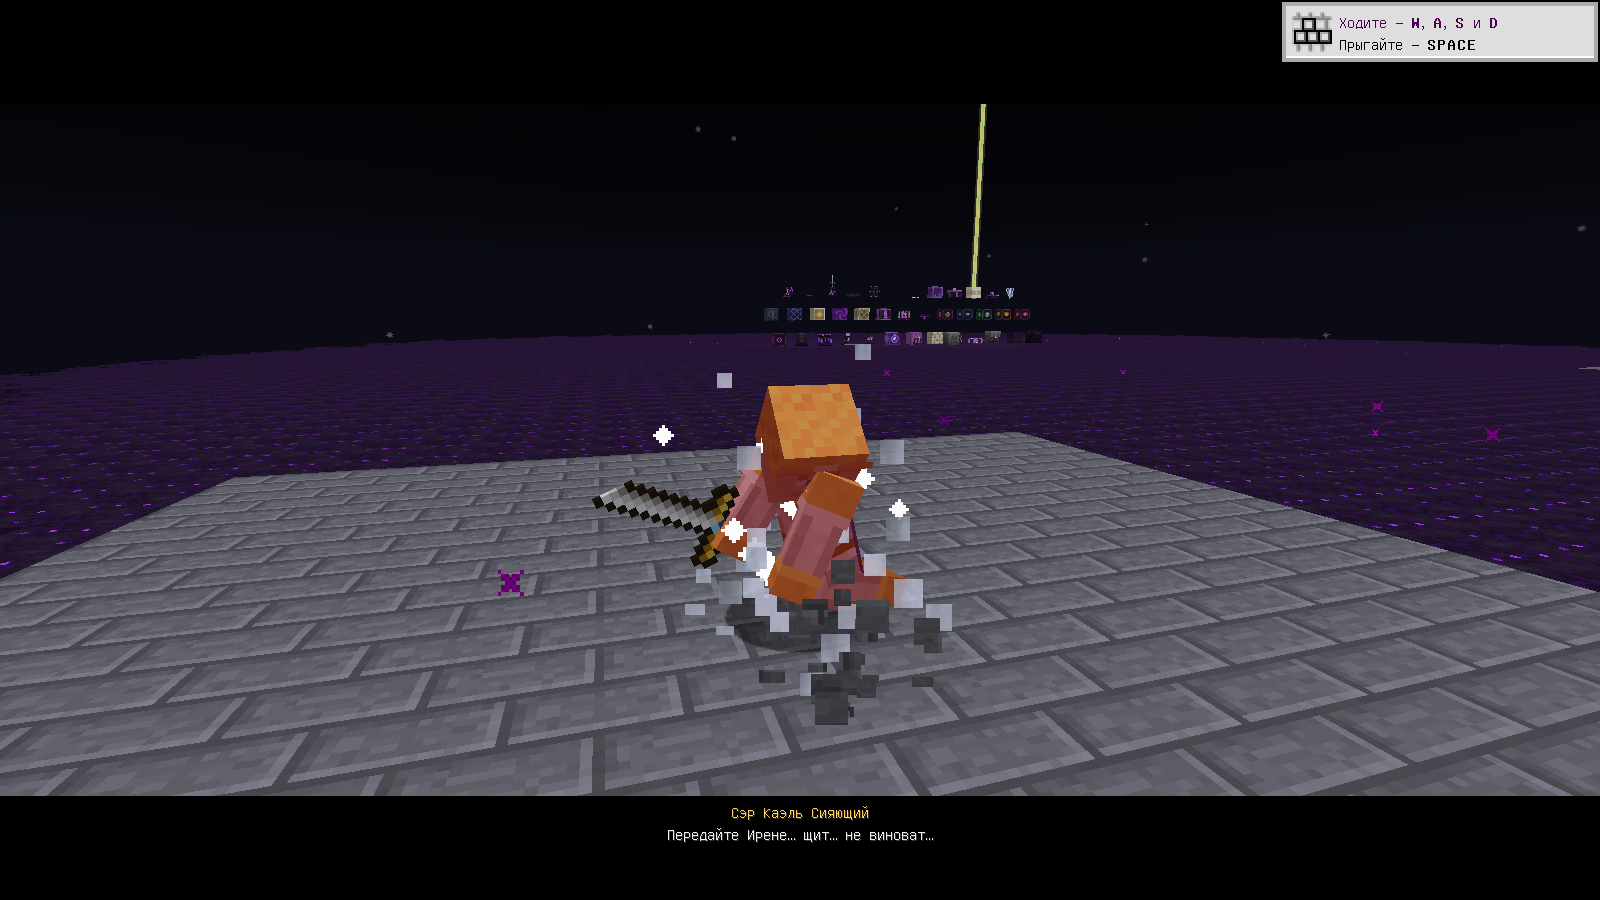 Ходите – W, A, S и D
Прыгайте – SPACE
Сэр Каэль Сияющий
Передайте Ирене… щит… не виноват…